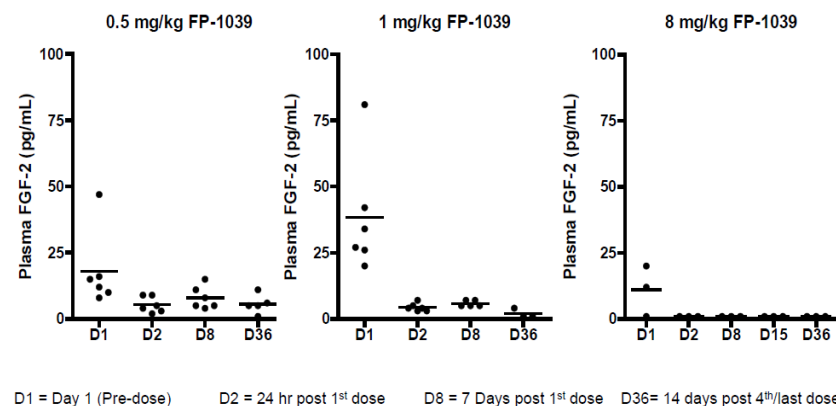 0.5 mg/kg FP-1039 1 mg/kg FP-1039 8 mg/kg FP-1039
Plasma FGF-2 (pg/mL) Plasma FGF-2 (pg/mL) Plasma FGF-2 (pg/mL)
100 100 100
75 75 75
50 50 50
25 25 25
0 0 0
D1 D2 D8 D36 D1 D2 D8 D36 D1 D2 D8 D15 D36
D1 = Day 1 (Pre-dose) D2 = 24 hr post 1st dose D8 = 7 Days post 1st dose D36= 14 days post 4th/last dose